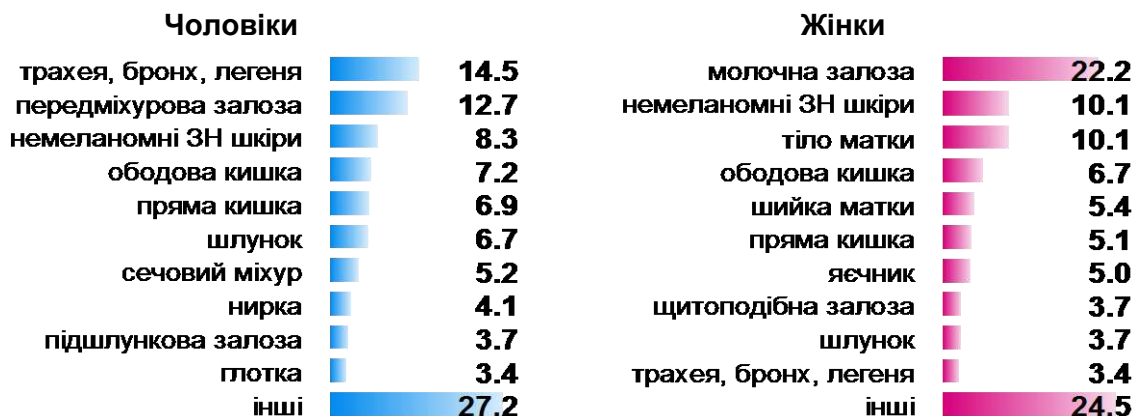 Чоловіки
трахея, бронх, легеня 14.5
передміхурова залоза 12.7
немеланомні ЗН шкіри 8.3
ободова кишка 7.2
пряма кишка 6.9
шлунок 6.7
сечовий міхур 5.2
нирка 4.1
підшлункова залоза 3.7
глотка 3.4
інші 27.2
Жінки
молочна залоза 22.2
немеланомні ЗН шкіри 10.1
тіло матки 10.1
ободова кишка 6.7
шийка матки 5.4
пряма кишка 5.1
яєчник 5.0
щитоподібна залоза 3.7
шлунок 3.7
трахея, бронх, легеня 3.4
інші 24.5